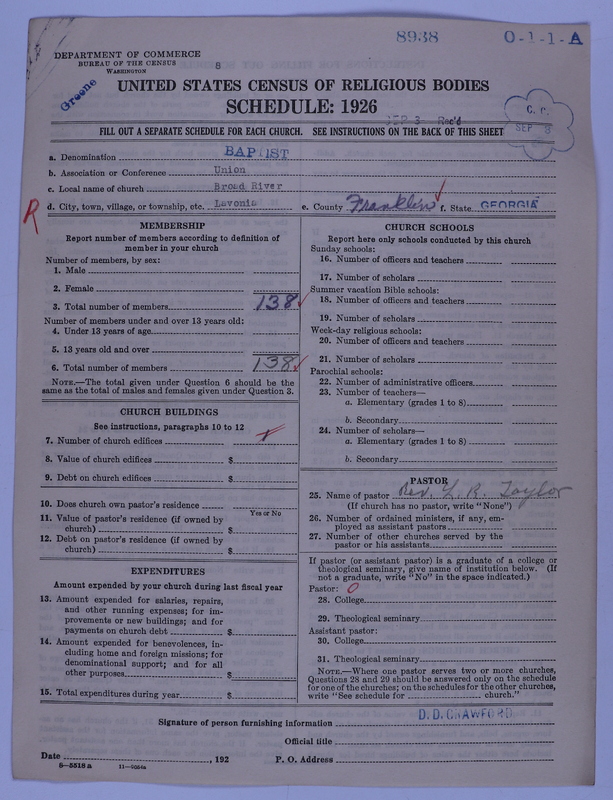 8938 O-1-1-A
DEPARTMENT OF COMMERCE
BUREAU OF THE CENSUS
WASHINGTON
8
Greene
UNITED STATES CENSUS OF RELIGIOUS BODIES
SCHEDULE: 1926
SEP 3 Rec'd
C. P.
SEP 3
FILL OUT A SEPARATE SCHEDULE FOR EACH CHURCH. SEE INSTRUCTIONS ON THE BACK OF THIS SHEET
a. Denomination BAPTIST
b. Association or Conference Union
c. Local name of church Broad River
d. City, town, village, or township, etc. Lavonia e. County Franklin f. State GEORGIA
R
MEMBERSHIP
Report number of members according to definition of
member in your church
Number of members, by sex:
1. Male
2. Female
3. Total number of members 138
Number of members under and over 13 years old:
4. Under 13 years of age
5. 13 years old and over
6. Total number of members 138
NOTE.—The total given under Question 6 should be the
same as the total of males and females given under Question 3.
CHURCH BUILDINGS
See instructions, paragraphs 10 to 12
7. Number of church edifices
8. Value of church edifices $
9. Debt on church edifices $
10. Does church own pastor's residence
Yes or No
11. Value of pastor's residence (if owned by
church) $
12. Debt on pastor's residence (if owned by
church) $
EXPENDITURES
Amount expended by your church during last fiscal year
13. Amount expended for salaries, repairs,
and other running expenses; for im-
provements or new buildings; and for
payments on church debt $
14. Amount expended for benevolences, in-
cluding home and foreign missions; for
denominational support; and for all
other purposes $
15. Total expenditures during year $
CHURCH SCHOOLS
Report here only schools conducted by this church
Sunday schools:
16. Number of officers and teachers
17. Number of scholars
Summer vacation Bible schools:
18. Number of officers and teachers
19. Number of scholars
Week-day religious schools:
20. Number of officers and teachers
21. Number of scholars
Parochial schools:
22. Number of administrative officers
23. Number of teachers—
a. Elementary (grades 1 to 8)
b. Secondary
24. Number of scholars—
a. Elementary (grades 1 to 8)
b. Secondary
PASTOR
25. Name of pastor Rev. L. R. Taylor
(If church has no pastor, write "None")
26. Number of ordained ministers, if any, em-
ployed as assistant pastors
27. Number of other churches served by the
pastor or his assistants
If pastor (or assistant pastor) is a graduate of a college or
theological seminary, give name of institution below. (If
not a graduate, write "No" in the space indicated.)
Pastor: 0
28. College
29. Theological seminary
Assistant pastor:
30. College
31. Theological seminary
NOTE.—Where one pastor serves two or more churches,
Questions 28 and 29 should be answered only on the schedule
for one of the churches; on the schedules for the other churches,
write "See schedule for church."
Signature of person furnishing information D. D. CRAWFORD
Official title
Date , 192 P. O. Address
8—5518a 11—9054a